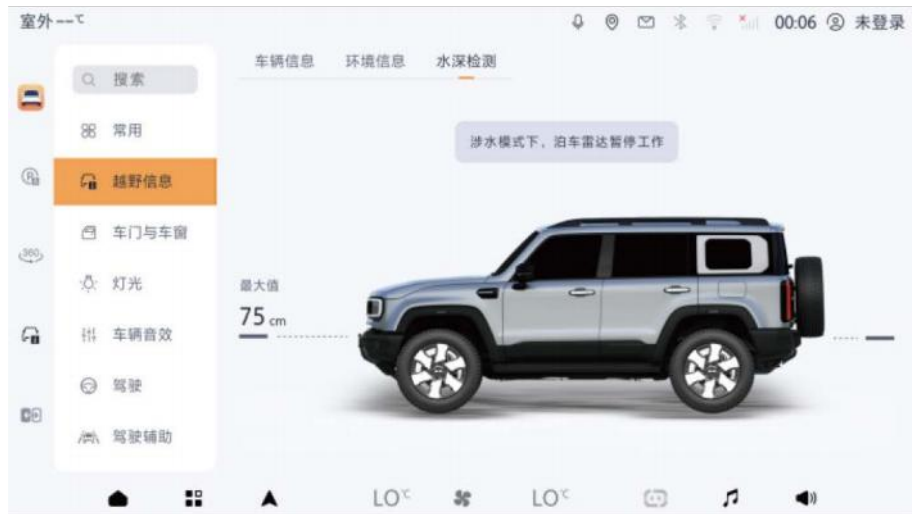 室外 --℃
00:06 未登录
搜索
常用
越野信息
车门与车窗
灯光
车辆音效
驾驶
驾驶辅助
360
车辆信息 环境信息 水深检测
涉水模式下，泊车雷达暂停工作
最大值
75 cm
LO℃ LO℃